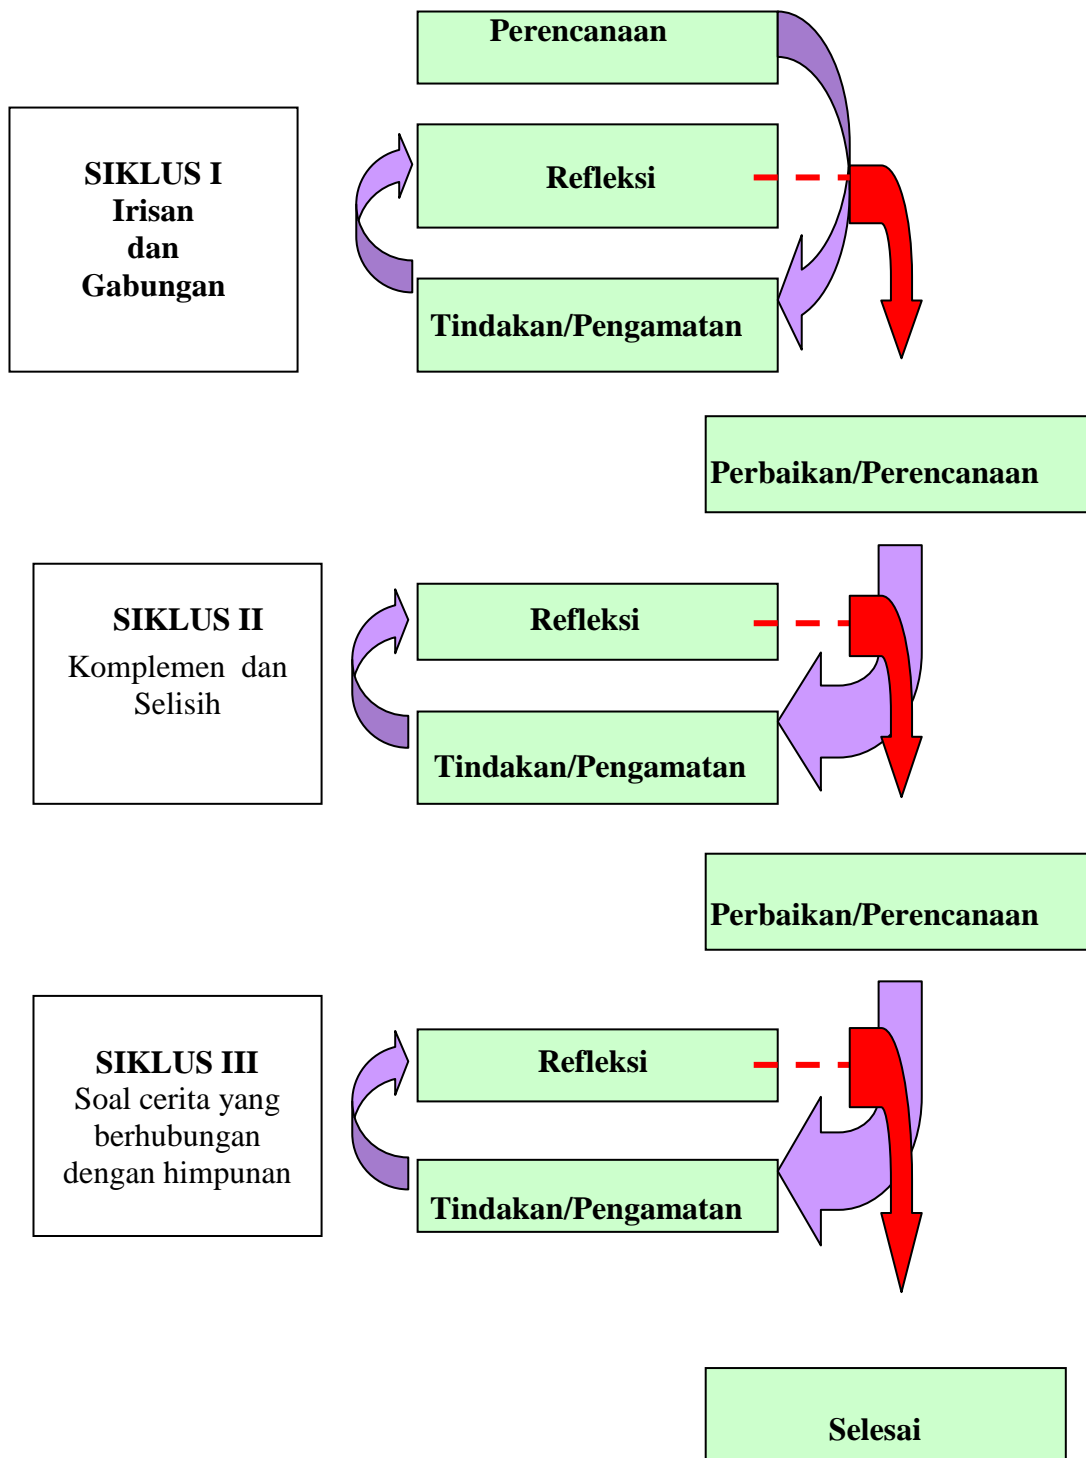 Perencanaan
SIKLUS I
Irisan
dan
Gabungan
Refleksi
Tindakan/Pengamatan
Perbaikan/Perencanaan
SIKLUS II
Komplemen dan
Selisih
Refleksi
Tindakan/Pengamatan
Perbaikan/Perencanaan
SIKLUS III
Soal cerita yang
berhubungan
dengan himpunan
Refleksi
Tindakan/Pengamatan
Selesai